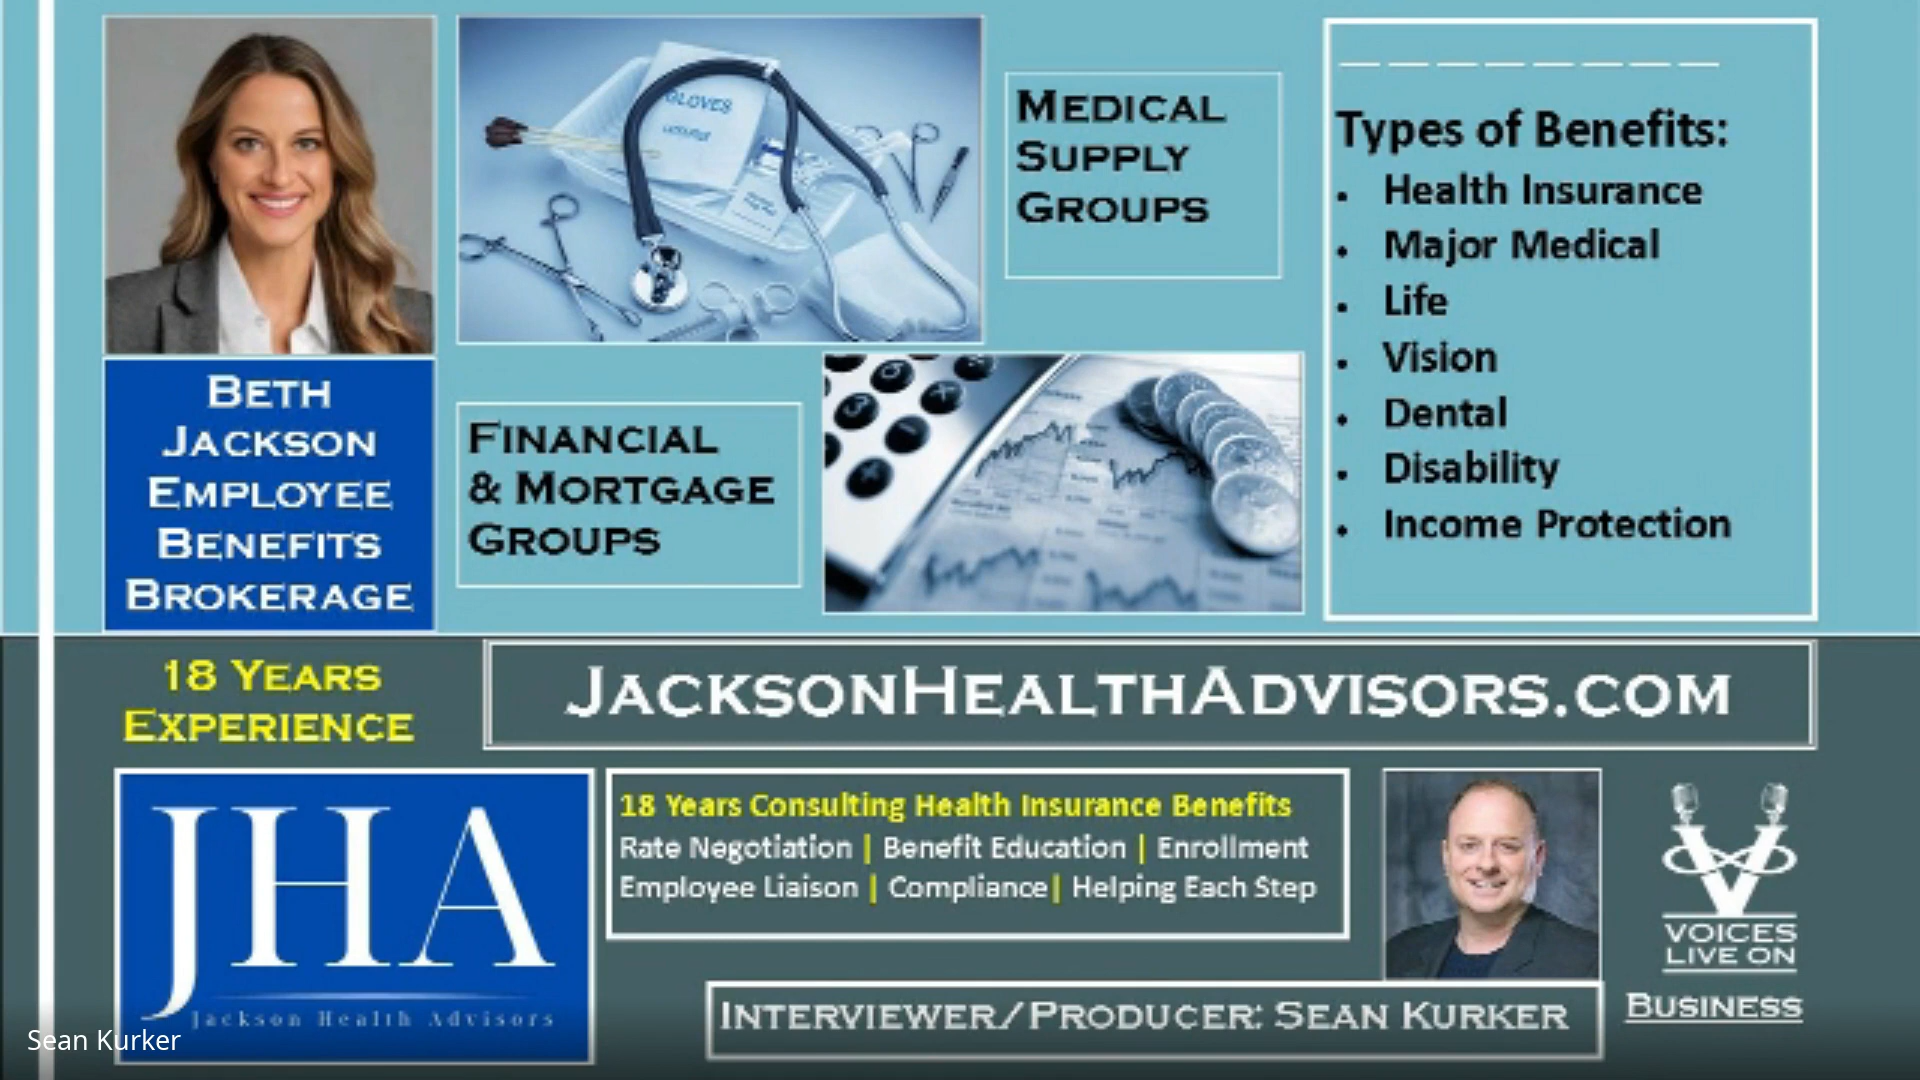 BETH
JACKSON
EMPLOYEE
BENEFITS
BROKERAGE
GLOVES
MEDICAL
SUPPLY
GROUPS
FINANCIAL
& MORTGAGE
GROUPS
Types of Benefits:
• Health Insurance
• Major Medical
• Life
• Vision
• Dental
• Disability
• Income Protection
18 YEARS
EXPERIENCE
JACKSONHEALTHADVISORS.COM
JHA
Jackson Health Advisors
18 Years Consulting Health Insurance Benefits
Rate Negotiation | Benefit Education | Enrollment
Employee Liaison | Compliance| Helping Each Step
INTERVIEWER/PRODUCER: SEAN KURKER
V
VOICES
LIVE ON
BUSINESS
Sean Kurker